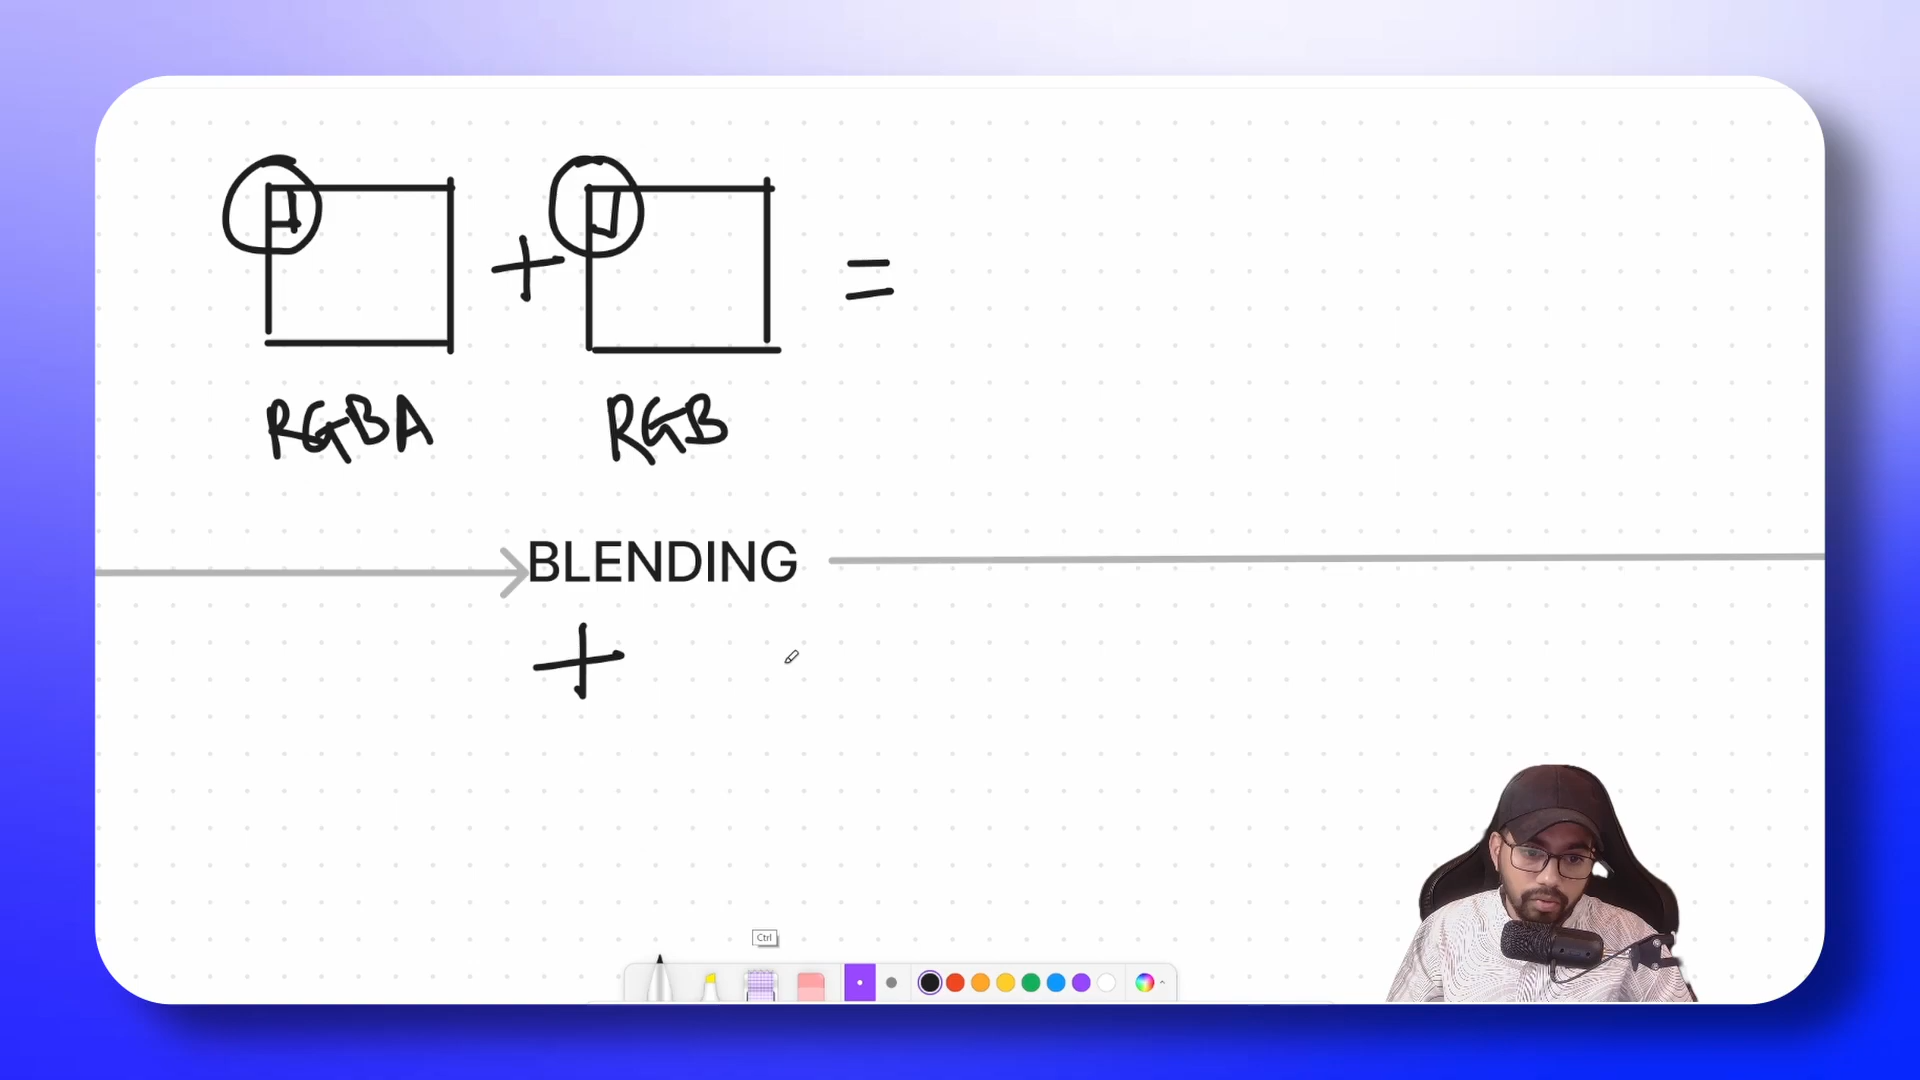 + =
RGBA RGB
BLENDING
+
Ctrl